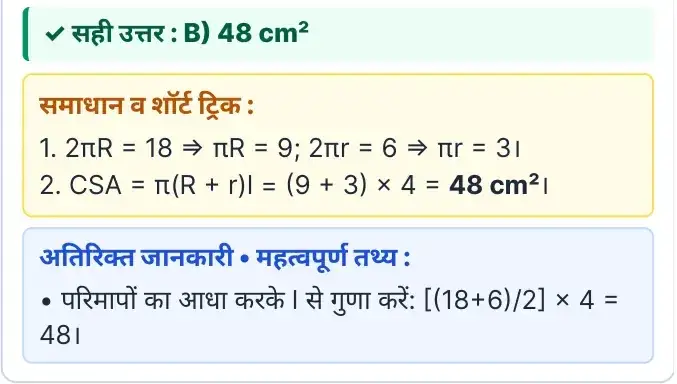 ✓ सही उत्तर : B) 48 cm²
समाधान व शॉर्ट ट्रिक :
1. 2πR = 18 ⇒ πR = 9; 2πr = 6 ⇒ πr = 3।
2. CSA = π(R + r)l = (9 + 3) × 4 = 48 cm²।
अतिरिक्त जानकारी • महत्वपूर्ण तथ्य :
• परिमापों का आधा करके l से गुणा करें: [(18+6)/2] × 4 =
48।